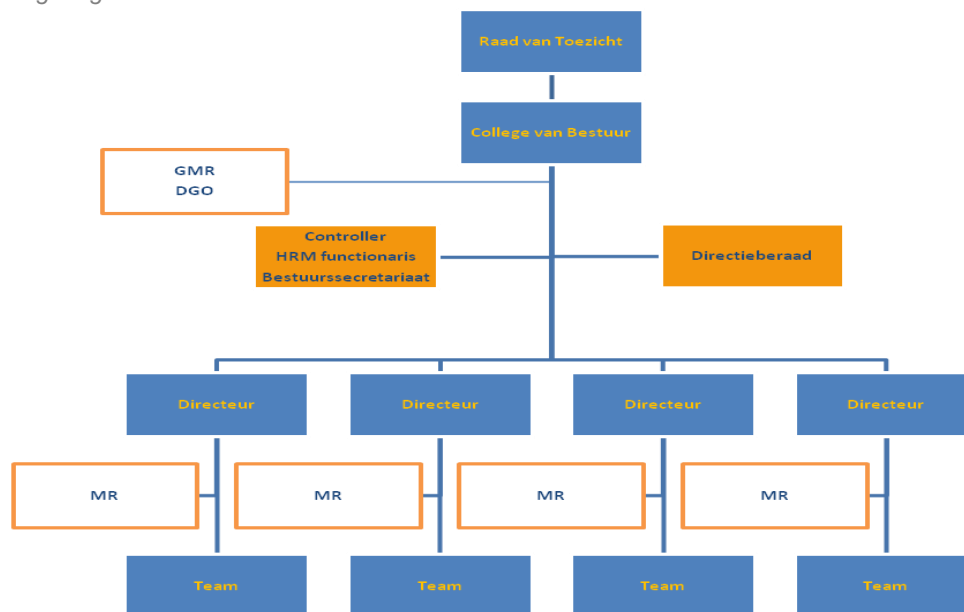 Raad van Toezicht
College van Bestuur
GMR
DGO
Controller
HRM functionaris
Bestuurssecretariaat
Directieberaad
Directeur
Directeur
Directeur
Directeur
MR
MR
MR
MR
Team
Team
Team
Team